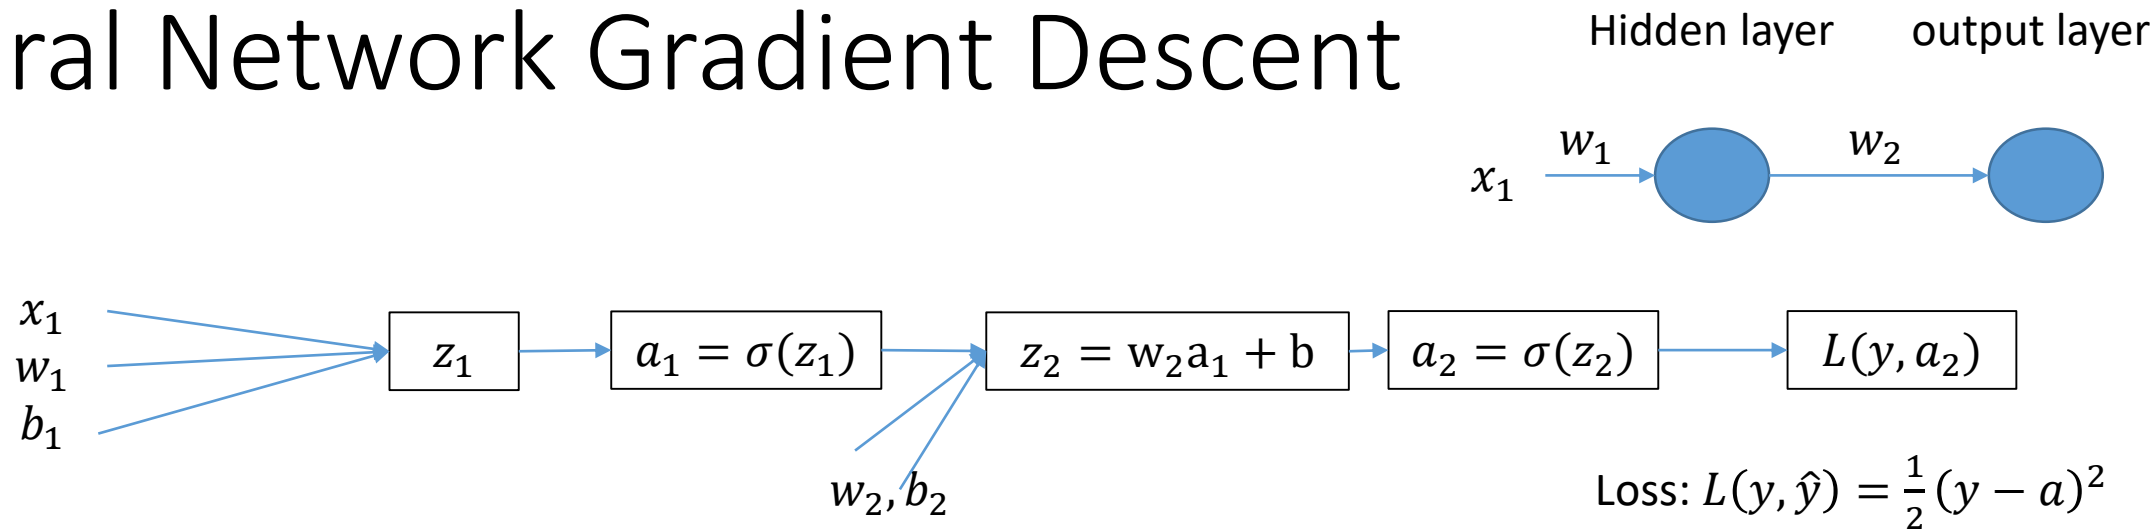 ral Network Gradient Descent
Hidden layer output layer
x₁ w₁ w₂
x₁
w₁
b₁
z₁
a₁ = σ(z₁)
z₂ = w₂a₁ + b
a₂ = σ(z₂)
L(y, a₂)
w₂, b₂
Loss: L(y, ŷ) = ½ (y − a)²